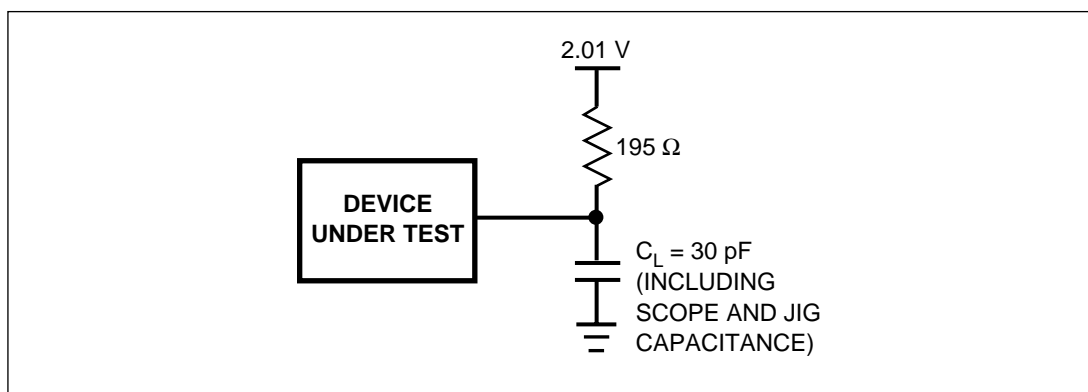 2.01 V
195 Ω
DEVICE
UNDER TEST
C_L = 30 pF
(INCLUDING
SCOPE AND JIG
CAPACITANCE)